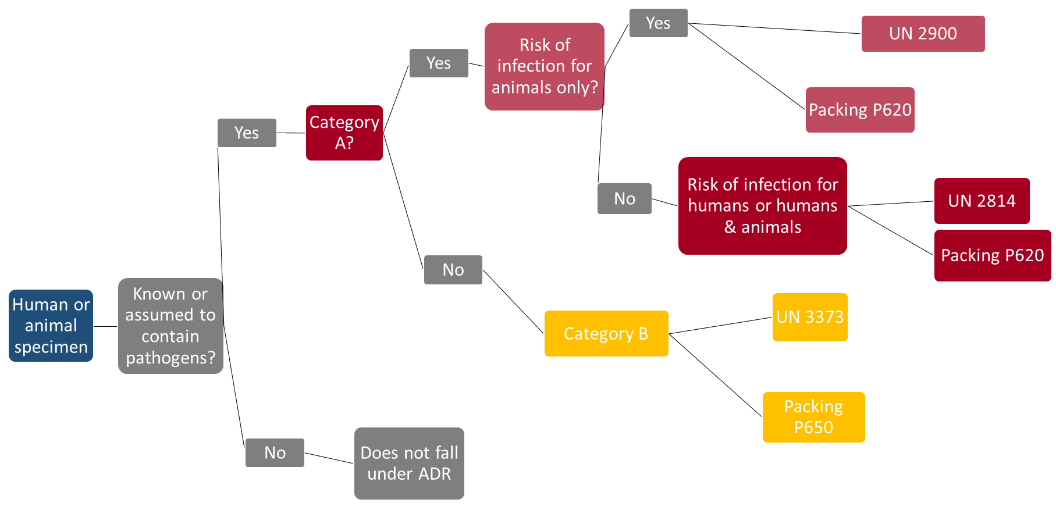 Human or
animal
specimen
Known or
assumed to
contain
pathogens?
Yes
Category
A?
Yes
Risk of
infection for
animals only?
Yes
UN 2900
Packing P620
No
Risk of infection for
humans or humans
& animals
UN 2814
Packing P620
No
Category B
UN 3373
Packing
P650
No
Does not fall
under ADR